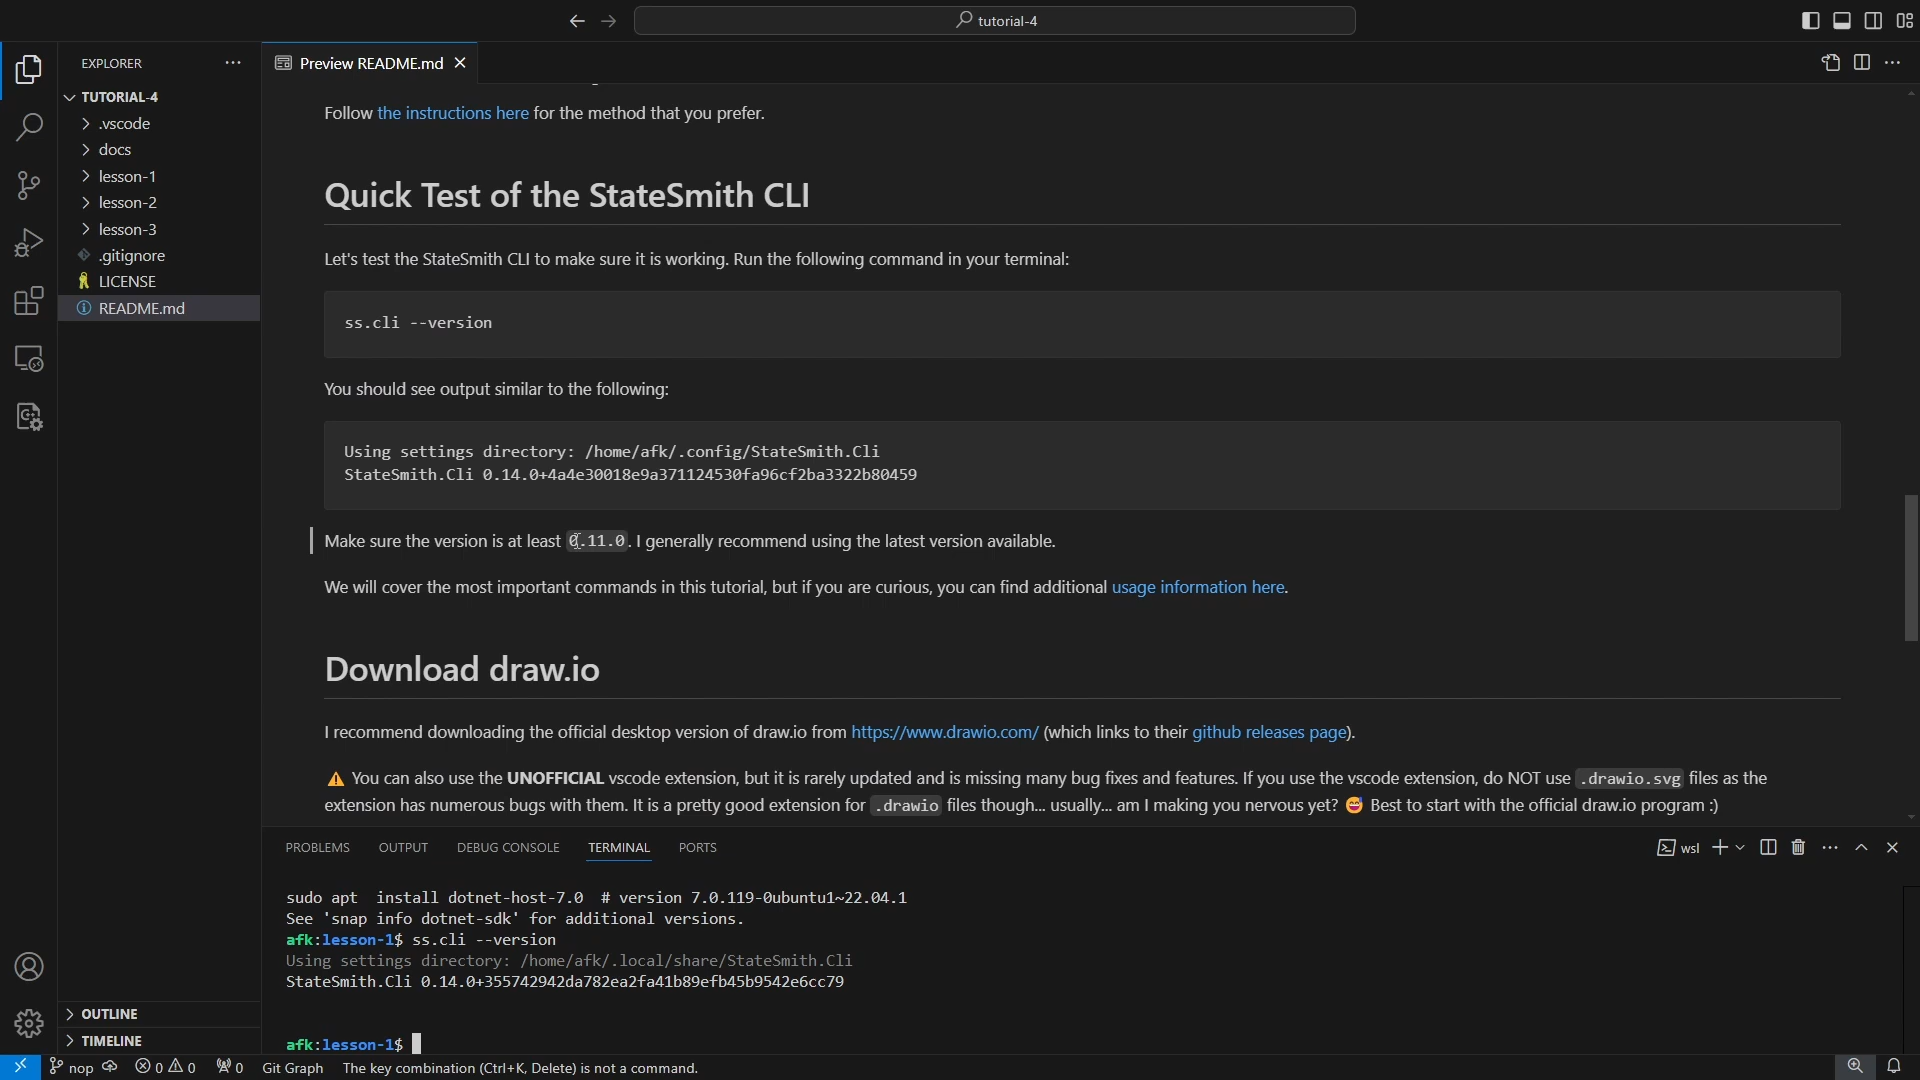 tutorial-4
EXPLORER
Preview README.md
TUTORIAL-4
.vscode
docs
lesson-1
lesson-2
lesson-3
.gitignore
LICENSE
README.md
Follow the instructions here for the method that you prefer.
Quick Test of the StateSmith CLI
Let's test the StateSmith CLI to make sure it is working. Run the following command in your terminal:
ss.cli --version
You should see output similar to the following:
Using settings directory: /home/afk/.config/StateSmith.Cli
StateSmith.Cli 0.14.0+4a4e30018e9a371124530fa96cf2ba3322b80459
Make sure the version is at least 0.11.0. I generally recommend using the latest version available.
We will cover the most important commands in this tutorial, but if you are curious, you can find additional usage information here.
Download draw.io
I recommend downloading the official desktop version of draw.io from https://www.drawio.com/ (which links to their github releases page).
⚠️ You can also use the UNOFFICIAL vscode extension, but it is rarely updated and is missing many bug fixes and features. If you use the vscode extension, do NOT use .drawio.svg files as the
extension has numerous bugs with them. It is a pretty good extension for .drawio files though... usually... am I making you nervous yet? 😅 Best to start with the official draw.io program :)
PROBLEMS OUTPUT DEBUG CONSOLE TERMINAL PORTS
wsl
sudo apt  install dotnet-host-7.0  # version 7.0.119-0ubuntu1~22.04.1
See 'snap info dotnet-sdk' for additional versions.
afk:lesson-1$ ss.cli --version
Using settings directory: /home/afk/.local/share/StateSmith.Cli
StateSmith.Cli 0.14.0+355742942da782ea2fa41b89efb45b9542e6cc79
afk:lesson-1$
OUTLINE
TIMELINE
nop 0 0 0 Git Graph The key combination (Ctrl+K, Delete) is not a command.